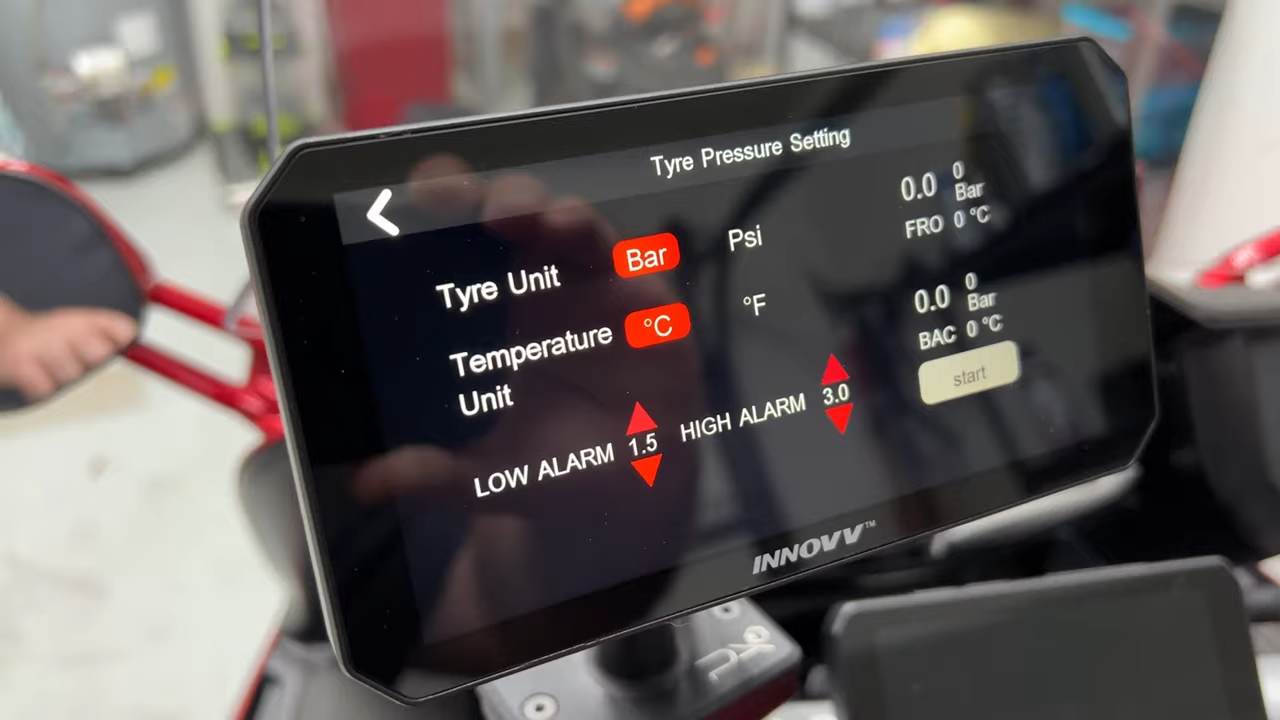 Tyre Pressure Setting
Tyre Unit Bar Psi
Temperature Unit °C °F
LOW ALARM 1.5 HIGH ALARM 3.0
0.0 0 Bar
FRO 0 °C
0.0 0 Bar
BAC 0 °C
start
INNOVV™